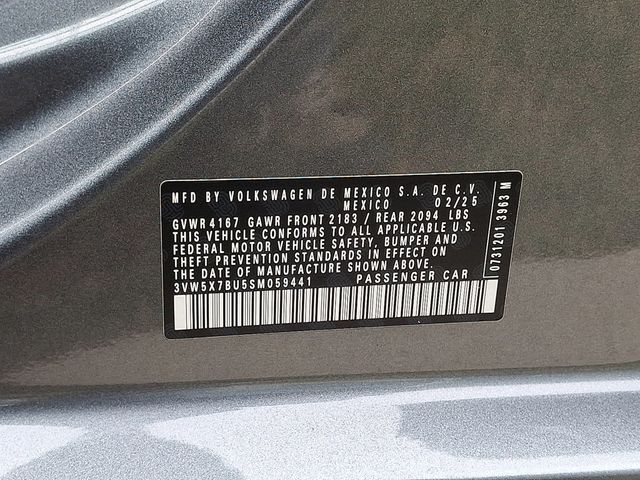 MFD BY VOLKSWAGEN DE MEXICO S.A. DE C.V.
MEXICO 02/25
GVWR 4167 GAWR FRONT 2183 / REAR 2094 LBS
THIS VEHICLE CONFORMS TO ALL APPLICABLE U.S.
FEDERAL MOTOR VEHICLE SAFETY, BUMPER AND
THEFT PREVENTION STANDARDS IN EFFECT ON
THE DATE OF MANUFACTURE SHOWN ABOVE.
3VW5X7BU5SM059441 PASSENGER CAR
0731201 3963 M